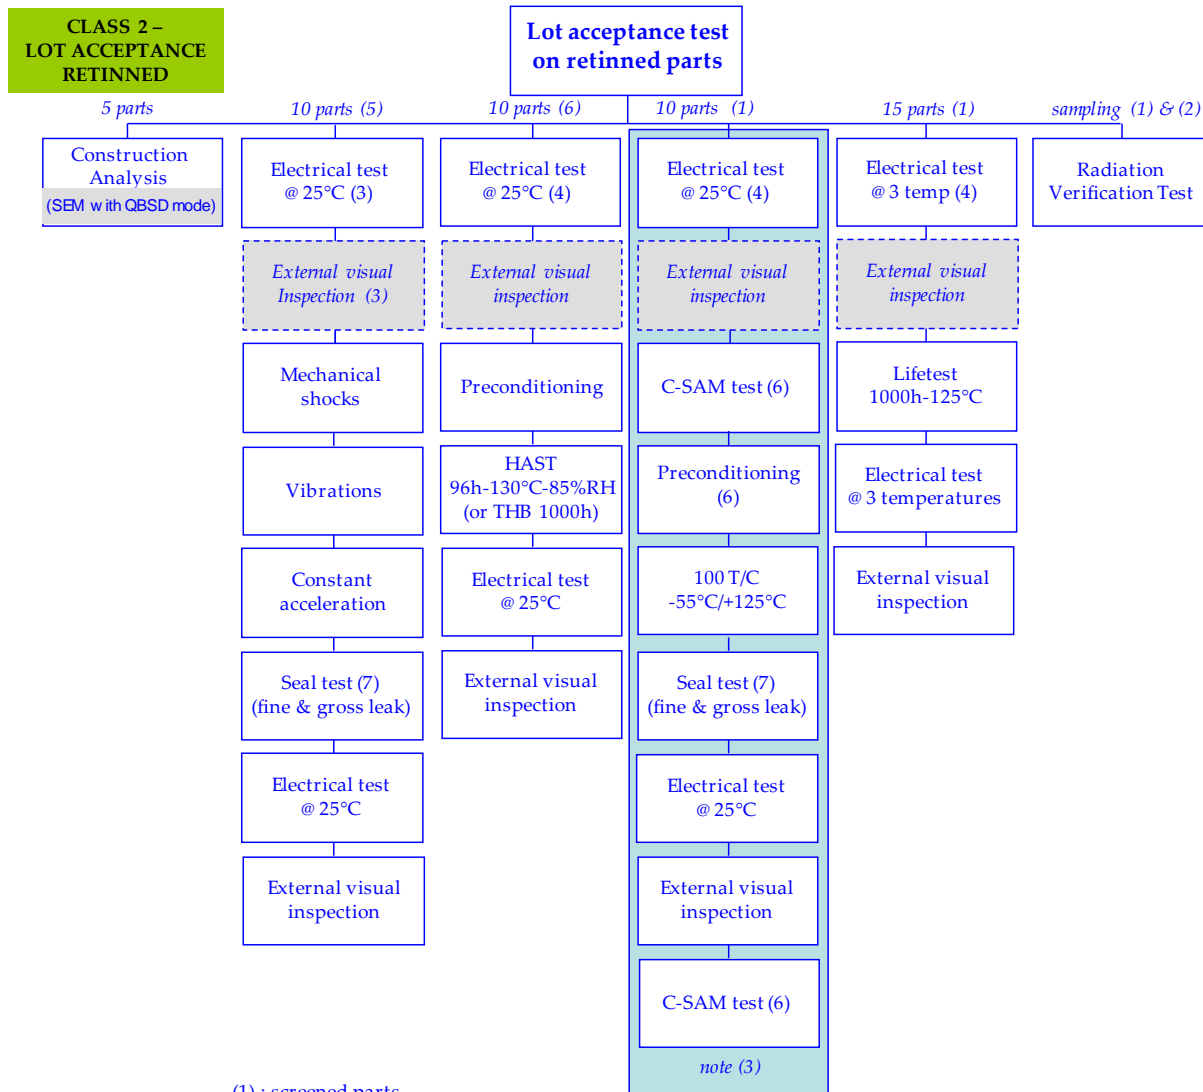 CLASS 2 –
LOT ACCEPTANCE
RETINNED
Lot acceptance test
on retinned parts
5 parts
10 parts (5)
10 parts (6)
10 parts (1)
15 parts (1)
sampling (1) & (2)
Construction
Analysis
(SEM with QBSD mode)
Electrical test
@ 25°C (3)
External visual
Inspection (3)
Mechanical
shocks
Vibrations
Constant
acceleration
Seal test (7)
(fine & gross leak)
Electrical test
@ 25°C
External visual
inspection
Electrical test
@ 25°C (4)
External visual
inspection
Preconditioning
HAST
96h-130°C-85%RH
(or THB 1000h)
Electrical test
@ 25°C
External visual
inspection
Electrical test
@ 25°C (4)
External visual
inspection
C-SAM test (6)
Preconditioning
(6)
100 T/C
-55°C/+125°C
Seal test (7)
(fine & gross leak)
Electrical test
@ 25°C
External visual
inspection
C-SAM test (6)
note (3)
Electrical test
@ 3 temp (4)
External visual
inspection
Lifetest
1000h-125°C
Electrical test
@ 3 temperatures
External visual
inspection
Radiation
Verification Test
(1) : screened parts